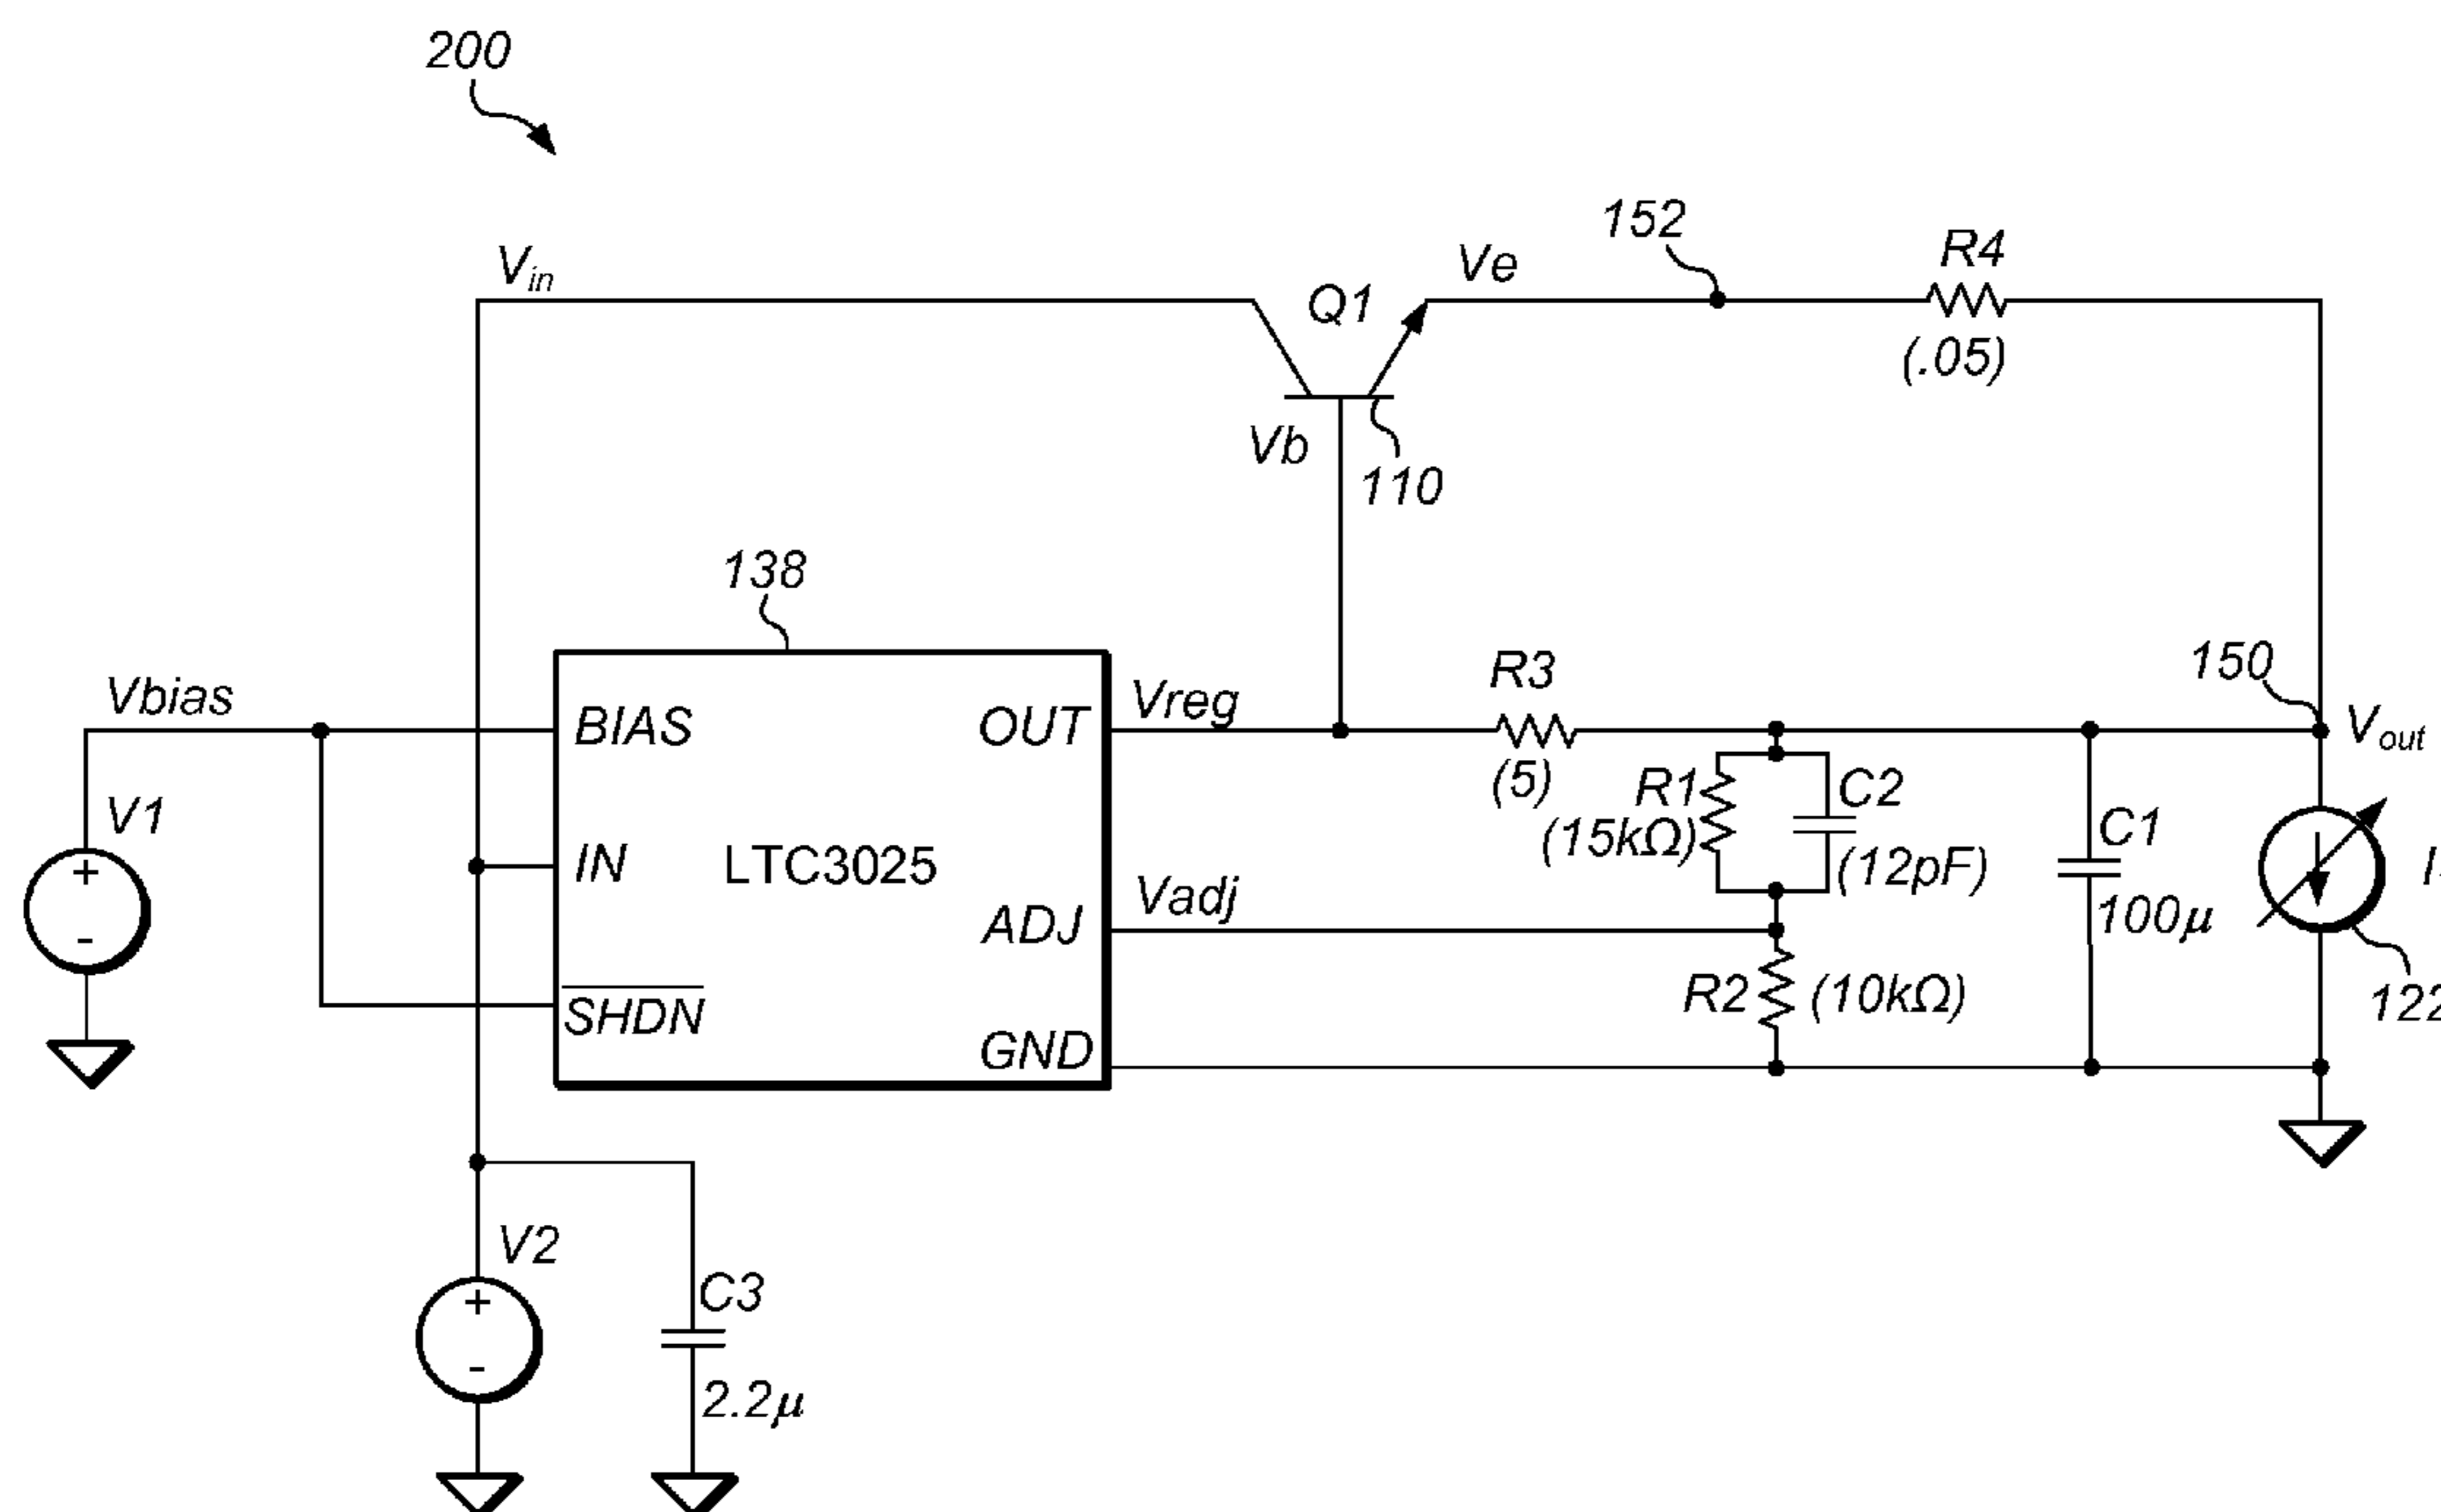 200
152
R4
Vin
Ve
Q1
(.05)
Vb
110
138
150
R3
Vbias
Vreg
BIAS
OUT
Vout
(5)
R1
C2
V1
(15kΩ)
C1
+
IN
LTC3025
(12pF)
Vadj
100μ
ADJ
-
R2
(10kΩ)
122
SHDN
GND
V2
+
C3
-
2.2μ